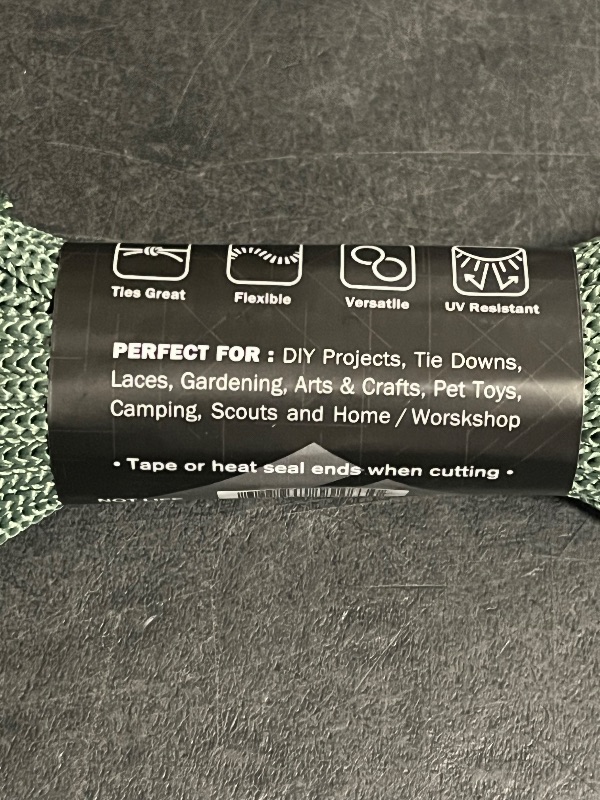 Ties Great Flexible Versatile UV Resistant
PERFECT FOR : DIY Projects, Tie Downs,
Laces, Gardening, Arts & Crafts, Pet Toys,
Camping, Scouts and Home / Worskshop
• Tape or heat seal ends when cutting •
NOT